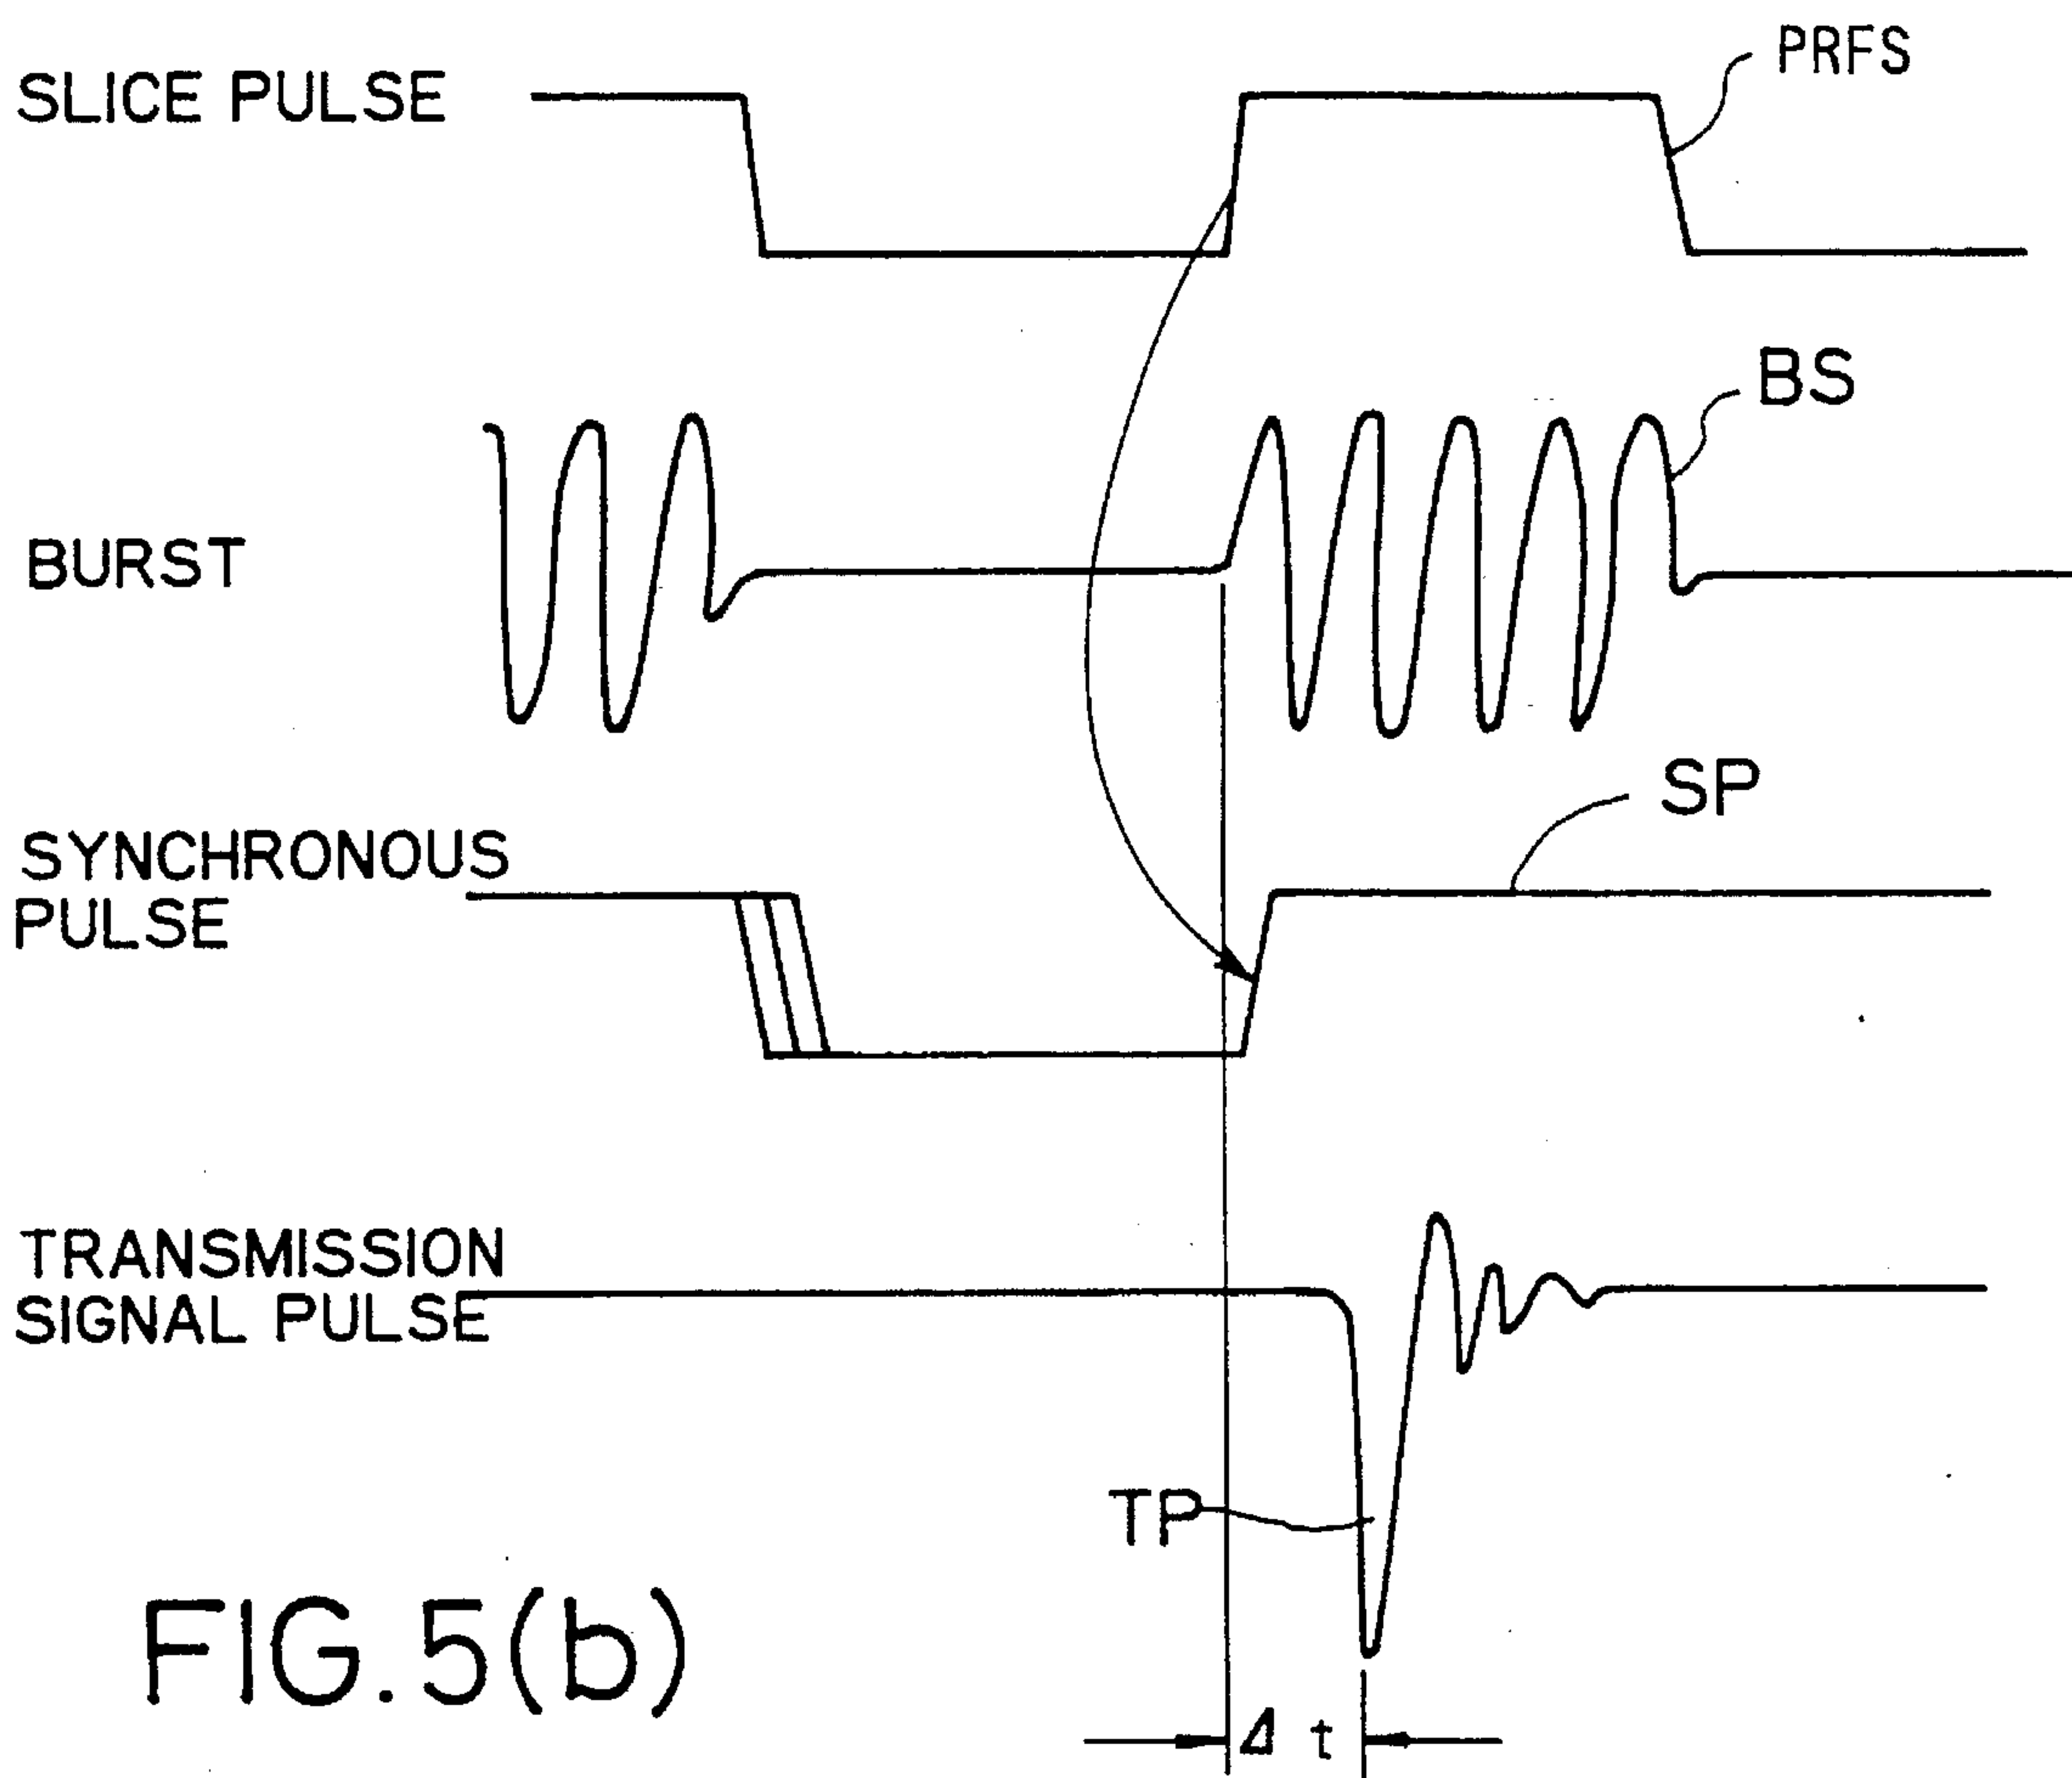 PRFS
SLICE PULSE
BS
BURST
SP
SYNCHRONOUS
PULSE
TRANSMISSION
SIGNAL PULSE
TP
FIG.5(b)
Δ t